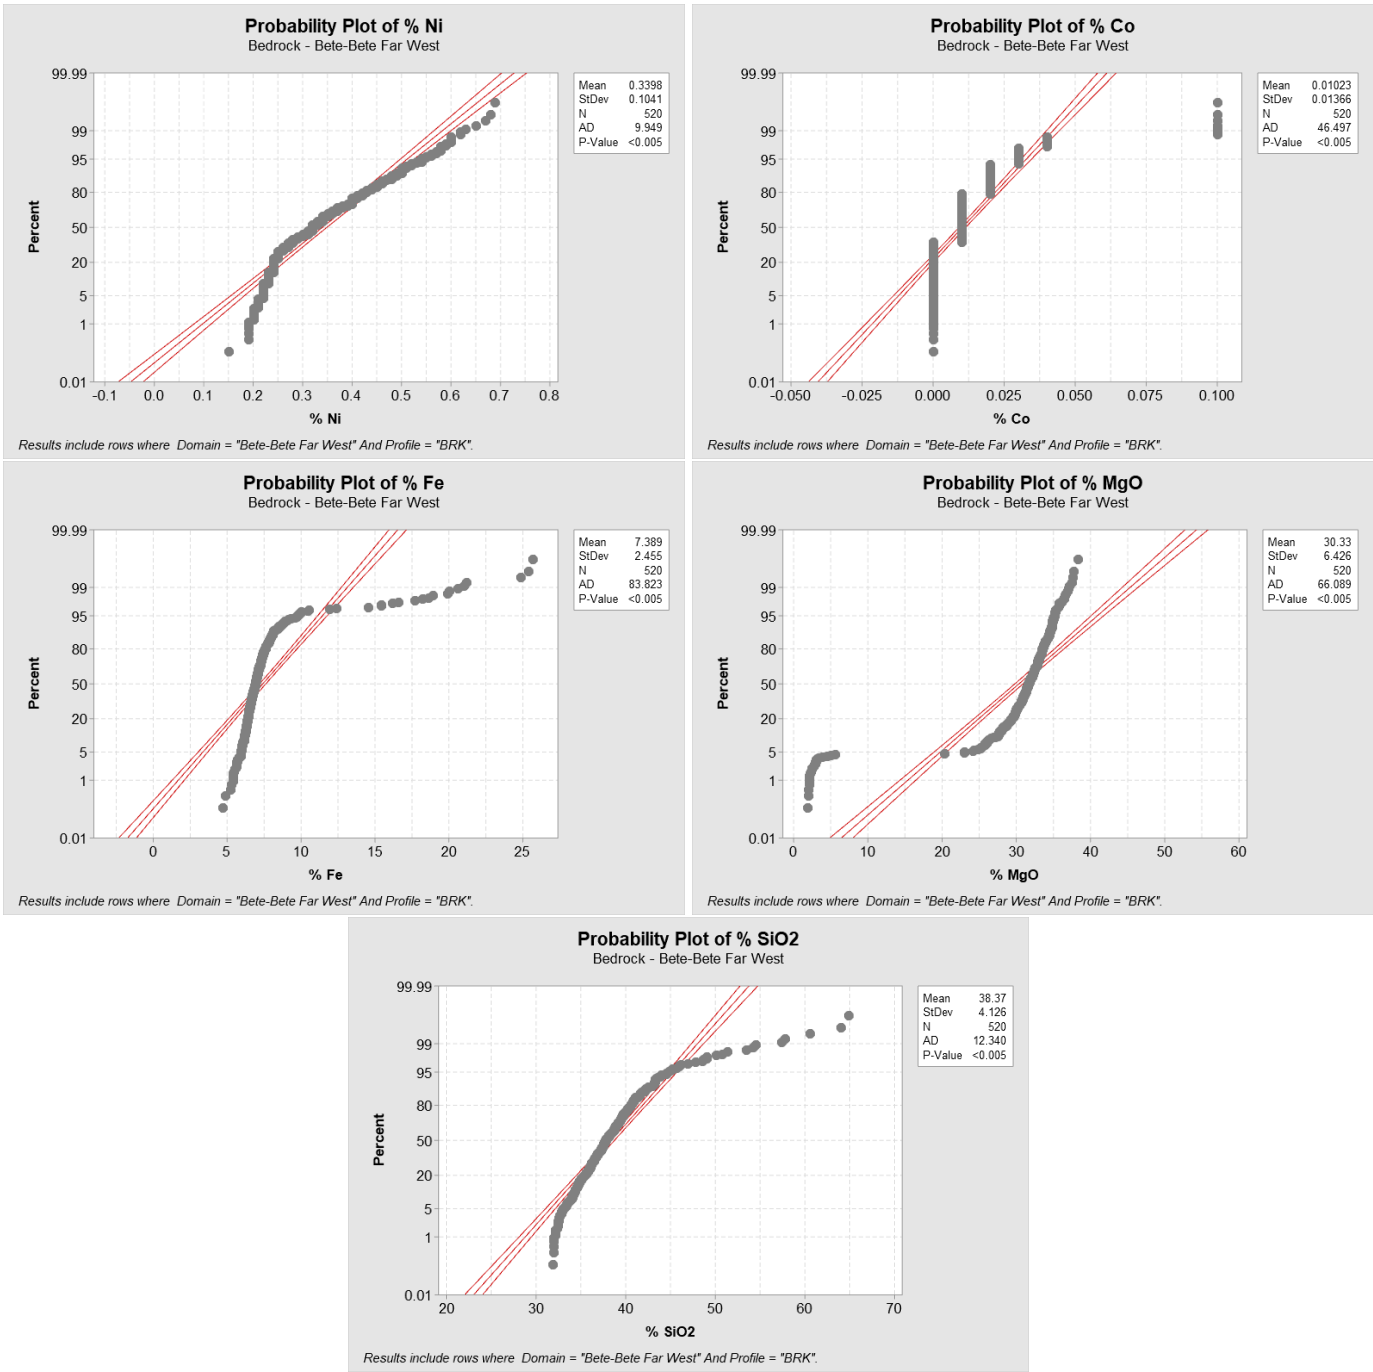 Probability Plot of % Ni
Bedrock - Bete-Bete Far West
99.99
99
95
80
50
20
5
1
0.01
Percent
-0.1 0.0 0.1 0.2 0.3 0.4 0.5 0.6 0.7 0.8
% Ni
Mean 0.3398
StDev 0.1041
N 520
AD 9.949
P-Value <0.005
Results include rows where Domain = "Bete-Bete Far West" And Profile = "BRK".
Probability Plot of % Co
Bedrock - Bete-Bete Far West
99.99
99
95
80
50
20
5
1
0.01
Percent
-0.050 -0.025 0.000 0.025 0.050 0.075 0.100
% Co
Mean 0.01023
StDev 0.01366
N 520
AD 46.497
P-Value <0.005
Results include rows where Domain = "Bete-Bete Far West" And Profile = "BRK".
Probability Plot of % Fe
Bedrock - Bete-Bete Far West
99.99
99
95
80
50
20
5
1
0.01
Percent
0 5 10 15 20 25
% Fe
Mean 7.389
StDev 2.455
N 520
AD 83.823
P-Value <0.005
Results include rows where Domain = "Bete-Bete Far West" And Profile = "BRK".
Probability Plot of % MgO
Bedrock - Bete-Bete Far West
99.99
99
95
80
50
20
5
1
0.01
Percent
0 10 20 30 40 50 60
% MgO
Mean 30.33
StDev 6.426
N 520
AD 66.089
P-Value <0.005
Results include rows where Domain = "Bete-Bete Far West" And Profile = "BRK".
Probability Plot of % SiO2
Bedrock - Bete-Bete Far West
99.99
99
95
80
50
20
5
1
0.01
Percent
20 30 40 50 60 70
% SiO2
Mean 38.37
StDev 4.126
N 520
AD 12.340
P-Value <0.005
Results include rows where Domain = "Bete-Bete Far West" And Profile = "BRK".